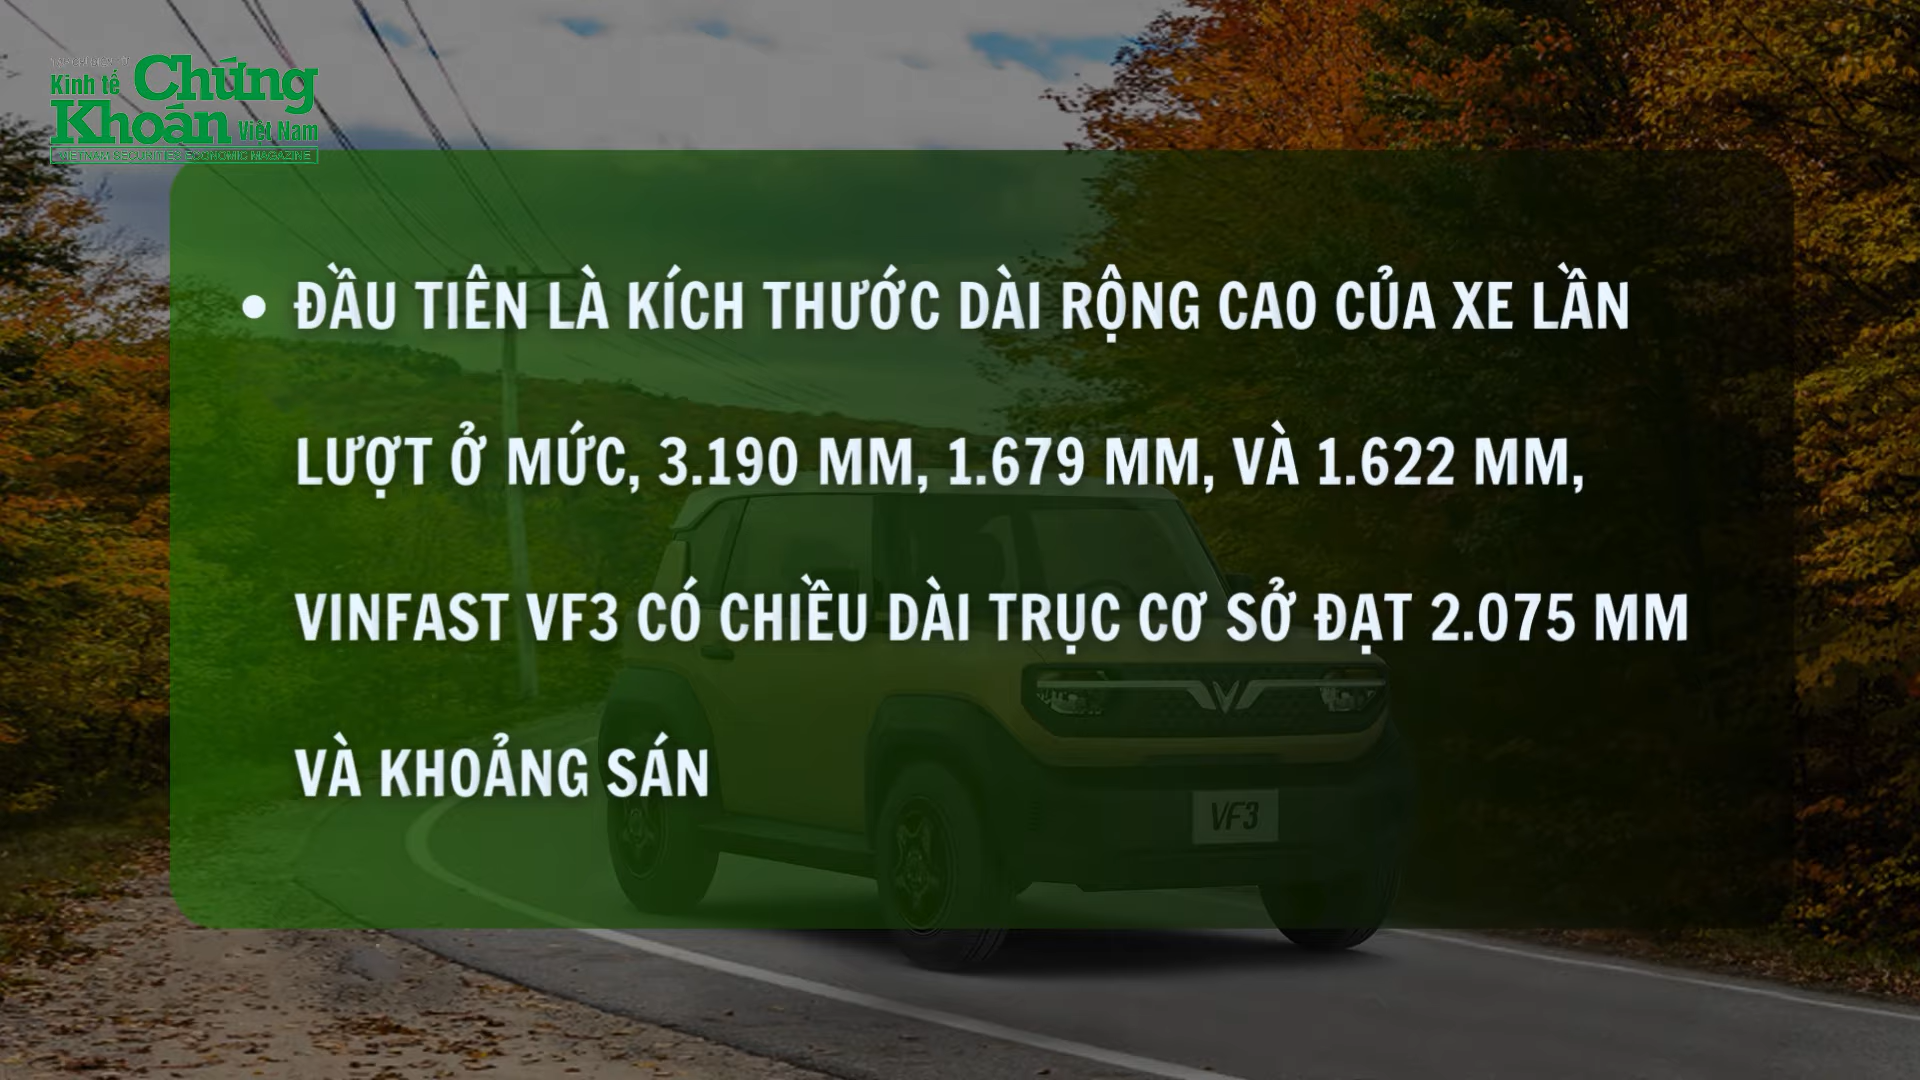 Kinh tế Chứng
Khoán Việt Nam
VIETNAM SECURITIES ECONOMIC MAGAZINE
• ĐẦU TIÊN LÀ KÍCH THƯỚC DÀI RỘNG CAO CỦA XE LẦN
LƯỢT Ở MỨC, 3.190 MM, 1.679 MM, VÀ 1.622 MM,
VINFAST VF3 CÓ CHIỀU DÀI TRỤC CƠ SỞ ĐẠT 2.075 MM
VÀ KHOẢNG SÁN
VF3